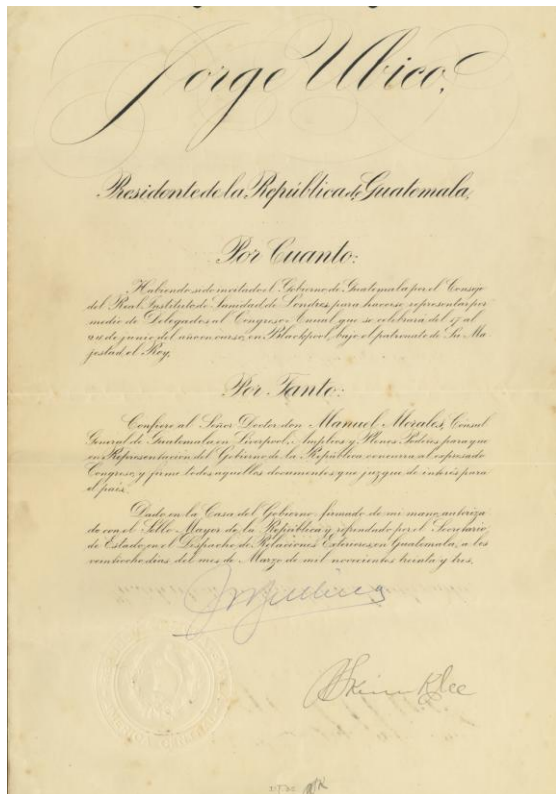 Jorge Ubico,
Presidente de la República de Guatemala,
Por Cuanto:
Habiendo sido invitado el Gobierno de Guatemala por el Consejo
del Real Instituto de Sanidad de Londres, para hacerse representar por
medio de Delegados al Congreso Anual que se celebrará del 17 al
24 de junio del año en curso, en Blackpool, bajo el patronato de Su Ma
jestad, el Rey,
Por Tanto:
Confiero al Señor Doctor don Manuel Morales, Cónsul
General de Guatemala en Liverpool, Amplios y Plenos Poderes para que
en Representación del Gobierno de la República concurra al expresado
Congreso, y firme todos aquellos documentos que juzgue de interés para
el país.
Dado en la Casa del Gobierno: firmado de mi mano, autoriza
do con el Sello Mayor de la República y refrendado por el Secretario
de Estado en el Despacho de Relaciones Exteriores, en Guatemala, a los
veintiocho días del mes de Marzo de mil novecientos treinta y tres.
Klee